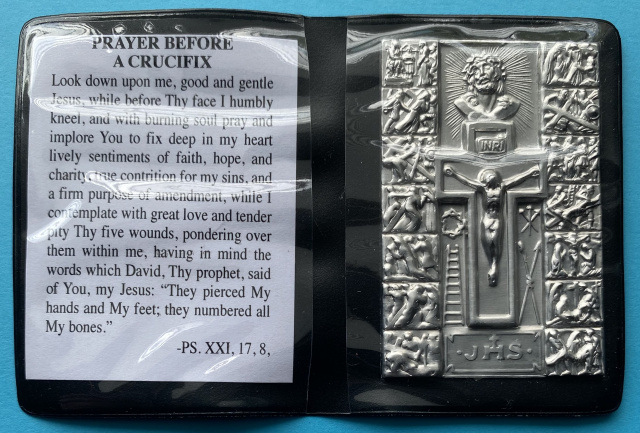 PRAYER BEFORE
A CRUCIFIX
Look down upon me, good and gentle
Jesus, while before Thy face I humbly
kneel, and with burning soul pray and
implore You to fix deep in my heart
lively sentiments of faith, hope, and
charity, true contrition for my sins, and
a firm purpose of amendment, while I
contemplate with great love and tender
pity Thy five wounds, pondering over
them within me, having in mind the
words which David, Thy prophet, said
of You, my Jesus: “They pierced My
hands and My feet; they numbered all
My bones.”
-PS. XXI, 17, 8,
INRI
·JHS·